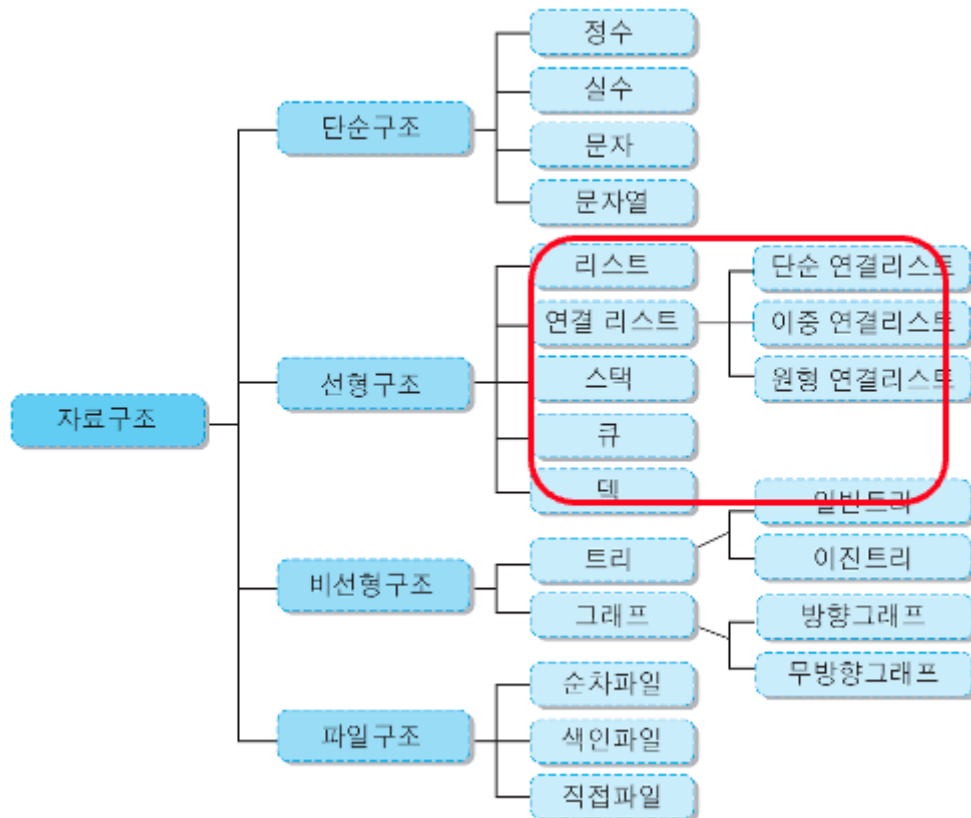 자료구조
단순구조
정수
실수
문자
문자열
선형구조
리스트
연결 리스트
단순 연결리스트
이중 연결리스트
원형 연결리스트
스택
큐
덱
비선형구조
트리
일반트리
이진트리
그래프
방향그래프
무방향그래프
파일구조
순차파일
색인파일
직접파일